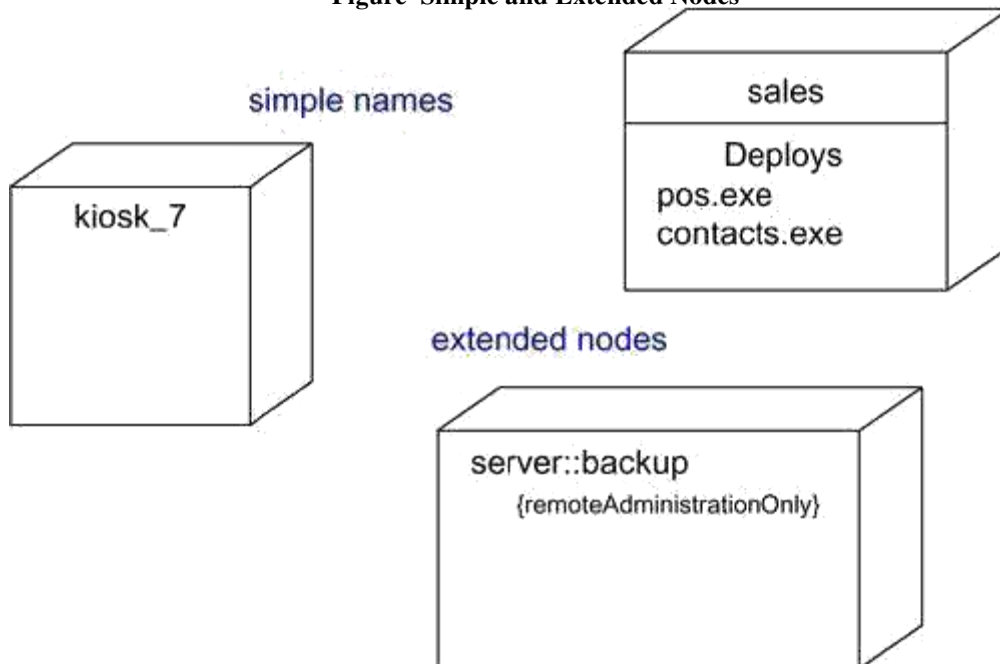 Figure Simple and Extended Nodes
simple names
sales
Deploys
pos.exe
contacts.exe
kiosk_7
extended nodes
server::backup
{remoteAdministrationOnly}